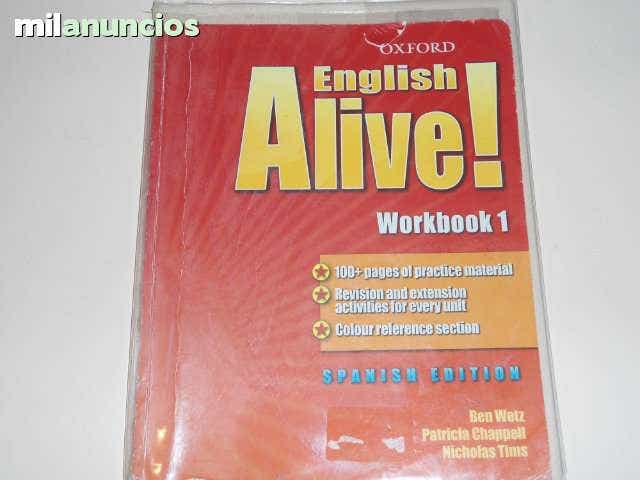 milanuncios
OXFORD
English
Alive!
Workbook 1
100+ pages of practice material
Revision and extension
activities for every unit
Colour reference section
SPANISH EDITION
Ben Wetz
Patricia Chappell
Nicholas Tims